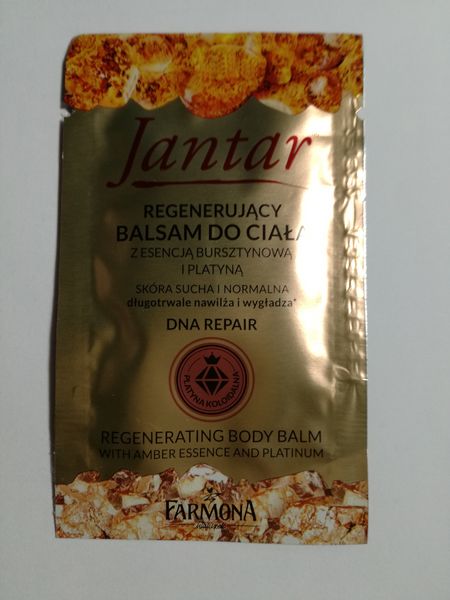 Jantar
REGENERUJĄCY
BALSAM DO CIAŁA
Z ESENCJĄ BURSZTYNOWĄ
I PLATYNĄ
SKÓRA SUCHA I NORMALNA
długotrwale nawilża i wygładza*
DNA REPAIR
PLATYNA KOLOIDALNA
REGENERATING BODY BALM
WITH AMBER ESSENCE AND PLATINUM
FARMONA